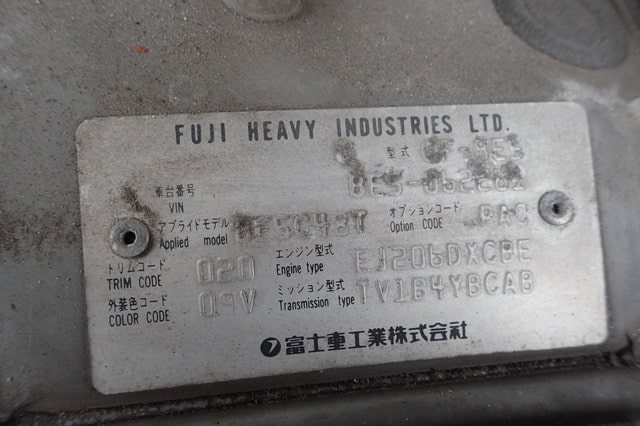 FUJI HEAVY INDUSTRIES LTD.
型式 GF-BE5
車台番号 VIN BE5-
アプライドモデル Applied model オプションコード Option CODE PAC
トリムコード TRIM CODE 020 エンジン型式 Engine type EJ206DXCBE
外装色コード COLOR CODE 09V ミッション型式 Transmission type TV1B4YBCAB
富士重工業株式会社